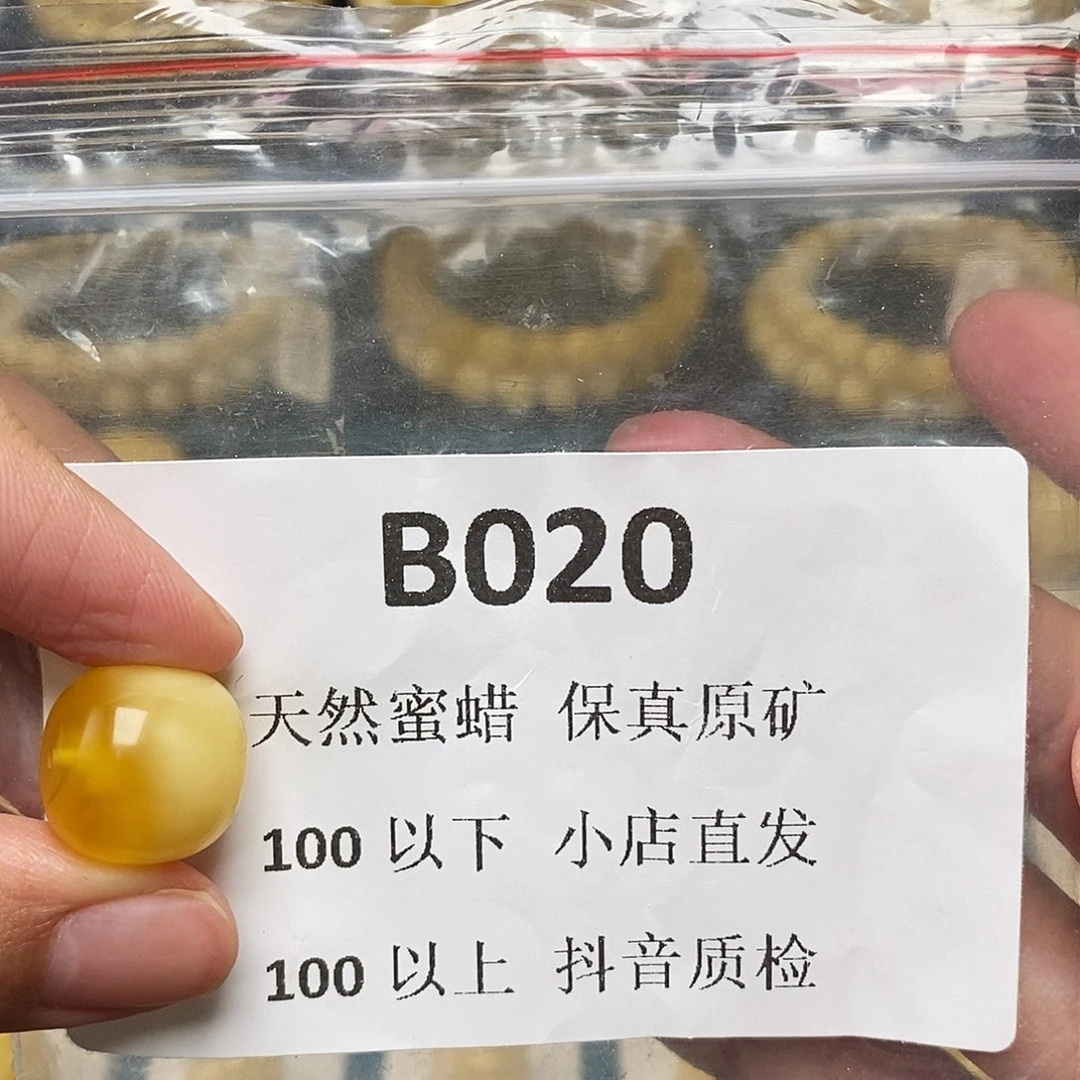 B020
天然蜜蜡 保真原矿
100 以下 小店直发
100 以上 抖音质检